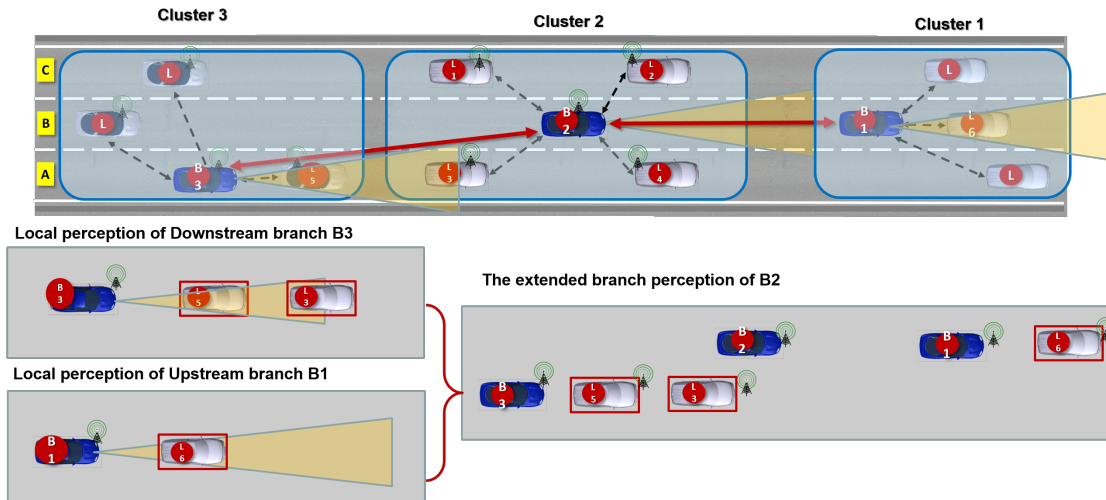 Cluster 3
Cluster 2
Cluster 1
C
L
L
1
L
2
L
B
L
B
2
B
1
L
6
A
B
3
L
5
L
3
L
4
L
Local perception of Downstream branch B3
B
3
L
5
L
3
The extended branch perception of B2
B
2
B
1
L
6
Local perception of Upstream branch B1
B
3
L
5
L
3
B
1
L
6